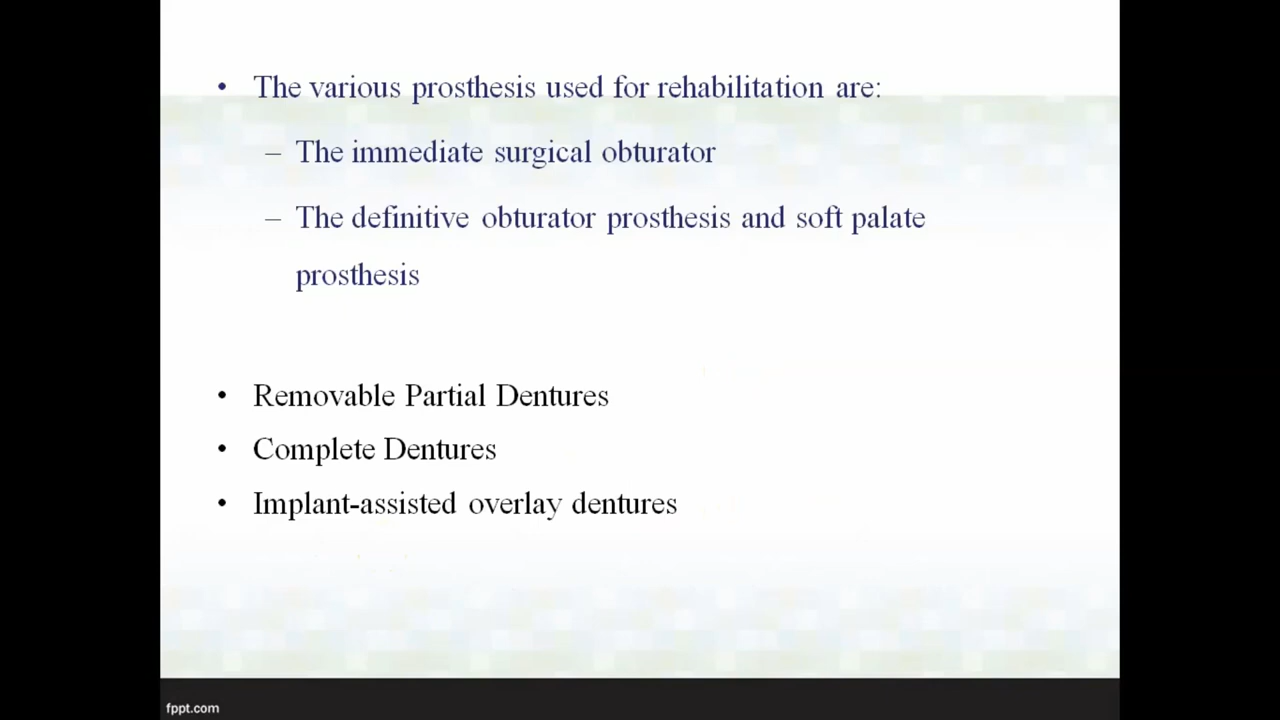 • The various prosthesis used for rehabilitation are:
– The immediate surgical obturator
– The definitive obturator prosthesis and soft palate
prosthesis
• Removable Partial Dentures
• Complete Dentures
• Implant-assisted overlay dentures
fppt.com